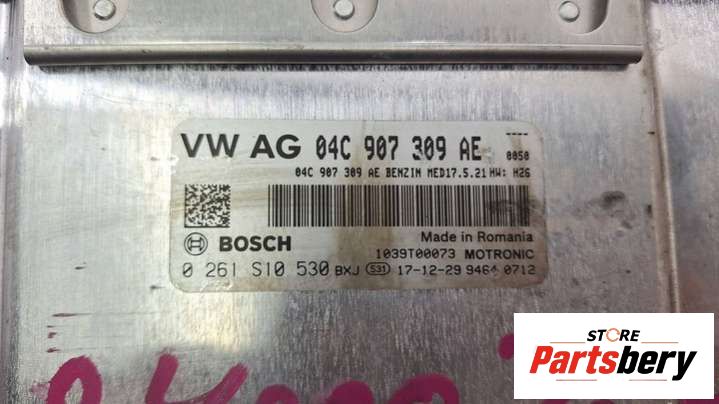 VW AG 04C 907 309 AE ----
0050
04C 907 309 AE BENZIN MED17.5.21 HW: H26
BOSCH
Made in Romania
1039T00073 MOTRONIC
0 261 S10 530 BXJ S31 17-12-29 9464 0712
STORE
Partsbery